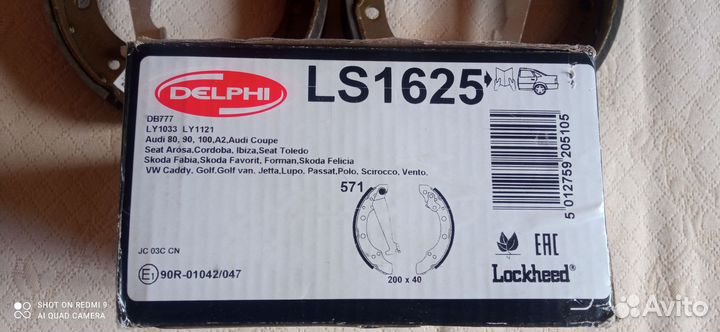 DELPHI
LS1625
DB777
LY1033 LY1121
Audi 80, 90, 100,A2,Audi Coupe
Seat Arosa,Cordoba, Ibiza,Seat Toledo
Skoda Fabia,Skoda Favorit, Forman,Skoda Felicia
VW Caddy, Golf,Golf van, Jetta,Lupo, Passat,Polo, Scirocco, Vento,
571
200 x 40
5 012759 205105
JC 03C CN
E1 90R-01042/047
EAC
Lockheed®
SHOT ON REDMI 9
AI QUAD CAMERA
Avito